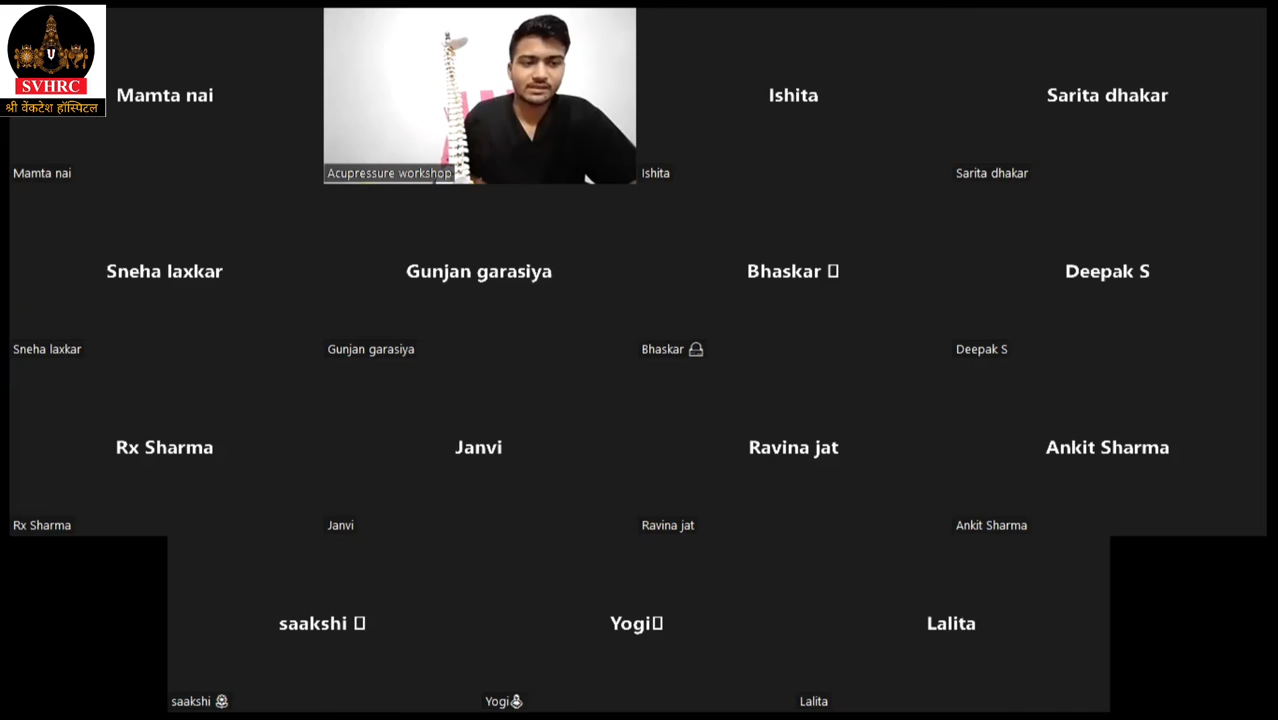 SVHRC
श्री वेंकटेश हॉस्पिटल
Mamta nai
Ishita
Sarita dhakar
Mamta nai
Acupressure workshop
Ishita
Sarita dhakar
Sneha laxkar
Gunjan garasiya
Bhaskar
Deepak S
Sneha laxkar
Gunjan garasiya
Bhaskar
Deepak S
Rx Sharma
Janvi
Ravina jat
Ankit Sharma
Rx Sharma
Janvi
Ravina jat
Ankit Sharma
saakshi
Yogi
Lalita
saakshi
Yogi
Lalita